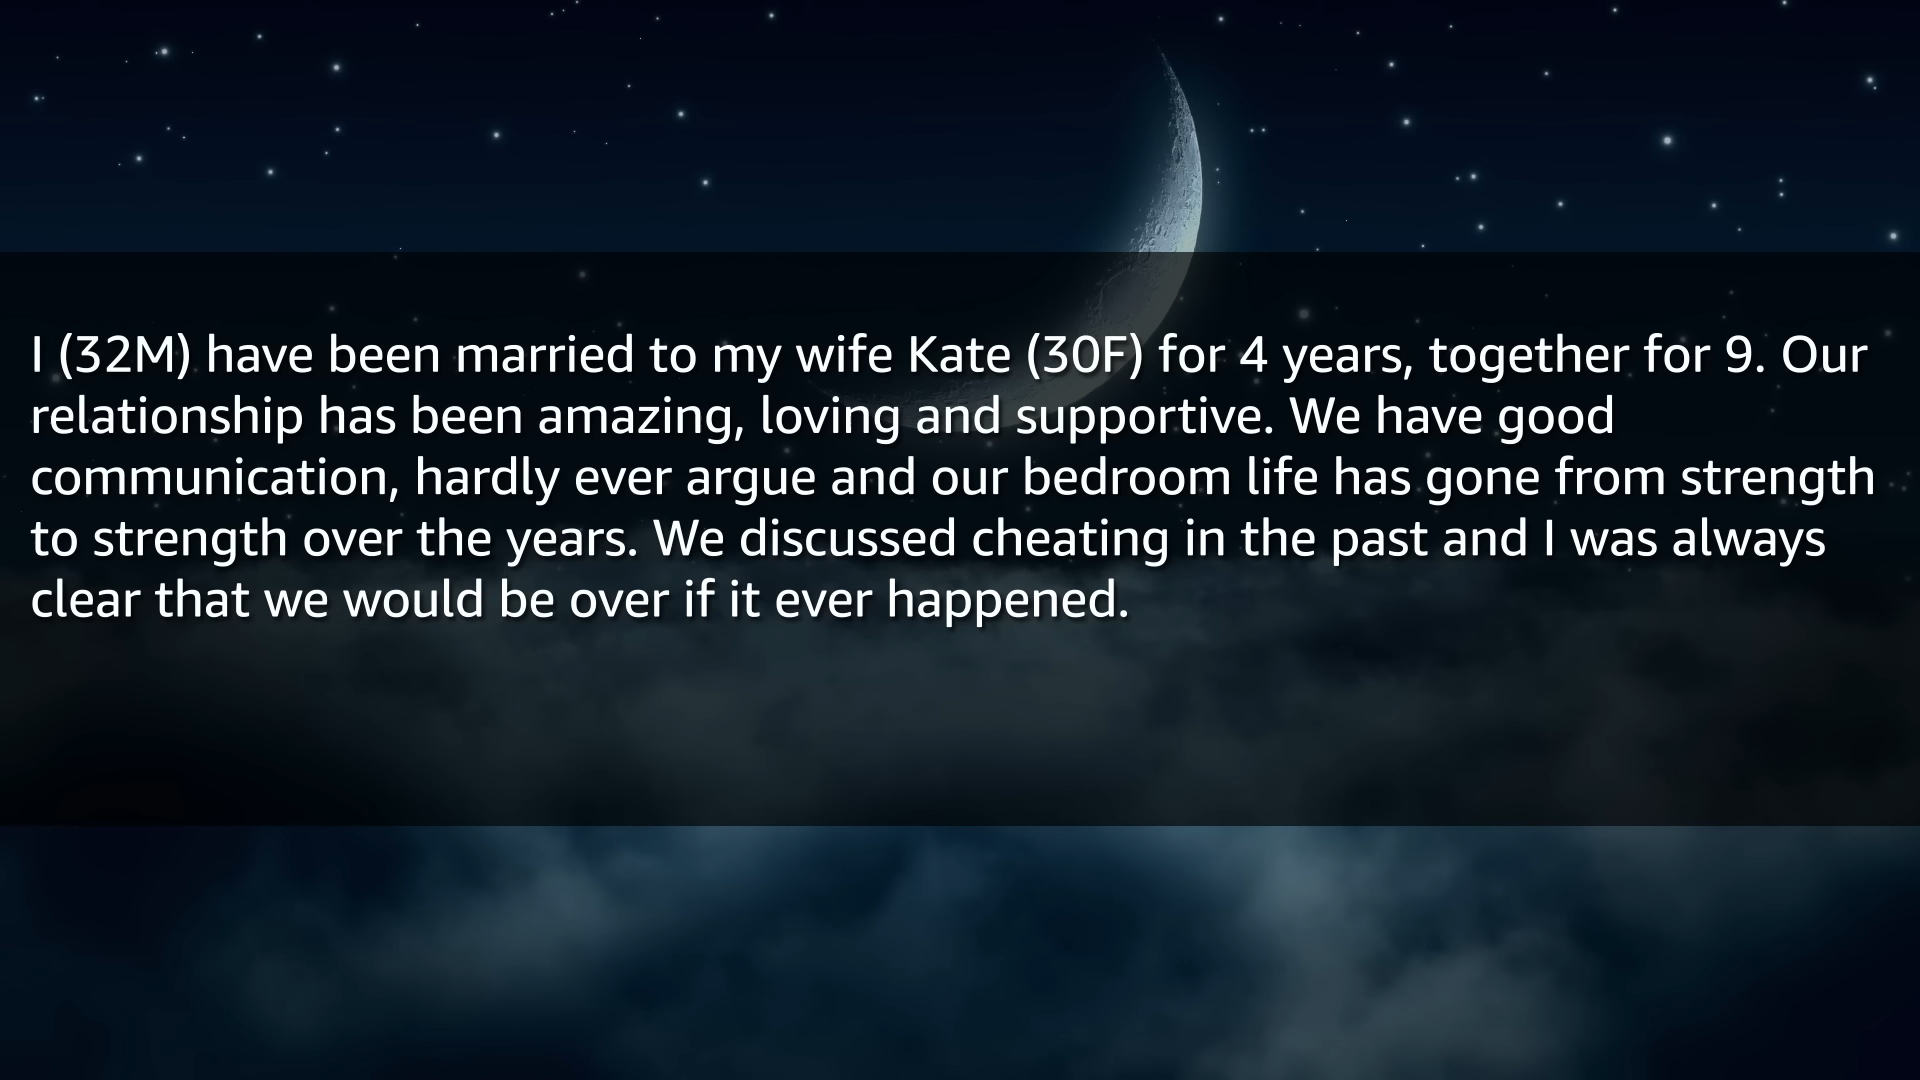 I (32M) have been married to my wife Kate (30F) for 4 years, together for 9. Our
relationship has been amazing, loving and supportive. We have good
communication, hardly ever argue and our bedroom life has gone from strength
to strength over the years. We discussed cheating in the past and I was always
clear that we would be over if it ever happened.